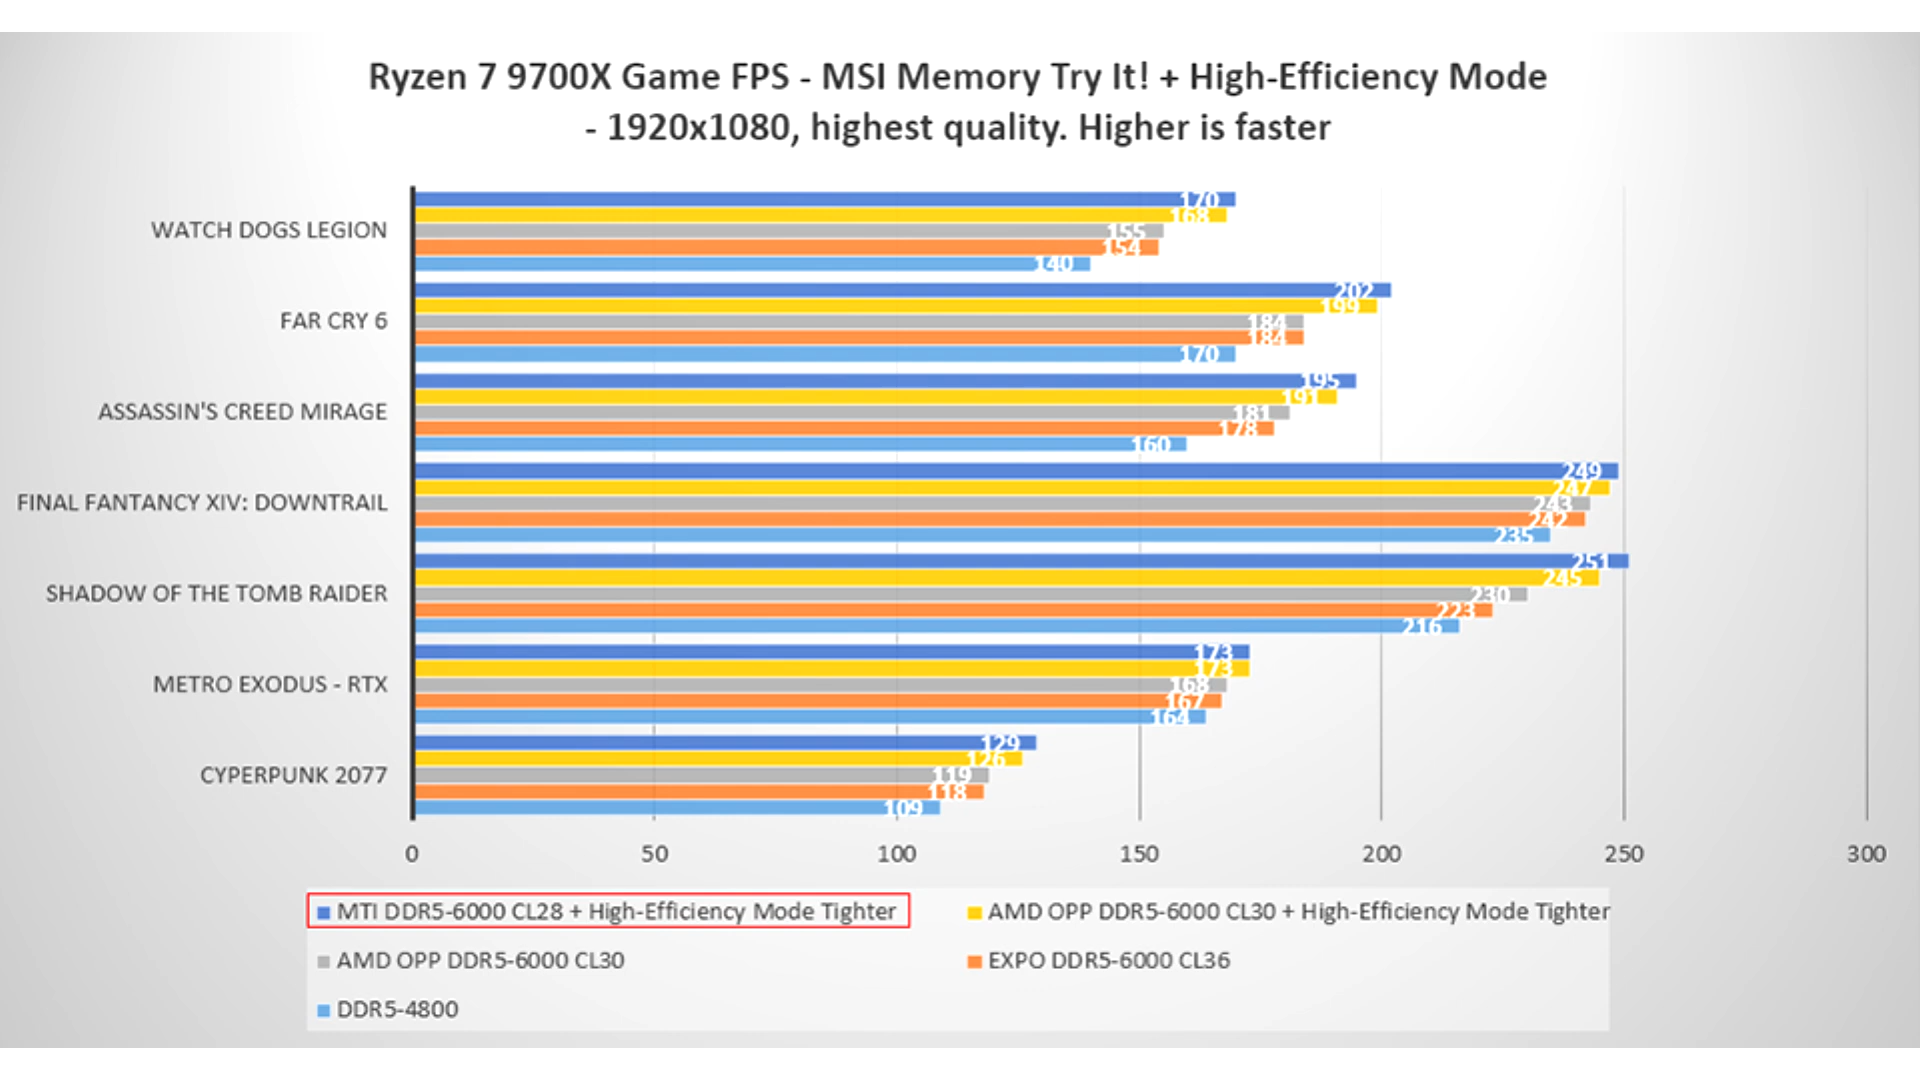 Ryzen 7 9700X Game FPS - MSI Memory Try It! + High-Efficiency Mode
- 1920x1080, highest quality. Higher is faster
WATCH DOGS LEGION
170
168
155
154
140
FAR CRY 6
202
199
184
184
170
ASSASSIN'S CREED MIRAGE
195
191
181
178
160
FINAL FANTANCY XIV: DOWNTRAIL
249
247
243
242
235
SHADOW OF THE TOMB RAIDER
251
245
230
223
216
METRO EXODUS - RTX
173
173
168
167
164
CYPERPUNK 2077
129
126
119
118
109
0 50 100 150 200 250 300
MTI DDR5-6000 CL28 + High-Efficiency Mode Tighter
AMD OPP DDR5-6000 CL30 + High-Efficiency Mode Tighter
AMD OPP DDR5-6000 CL30
EXPO DDR5-6000 CL36
DDR5-4800